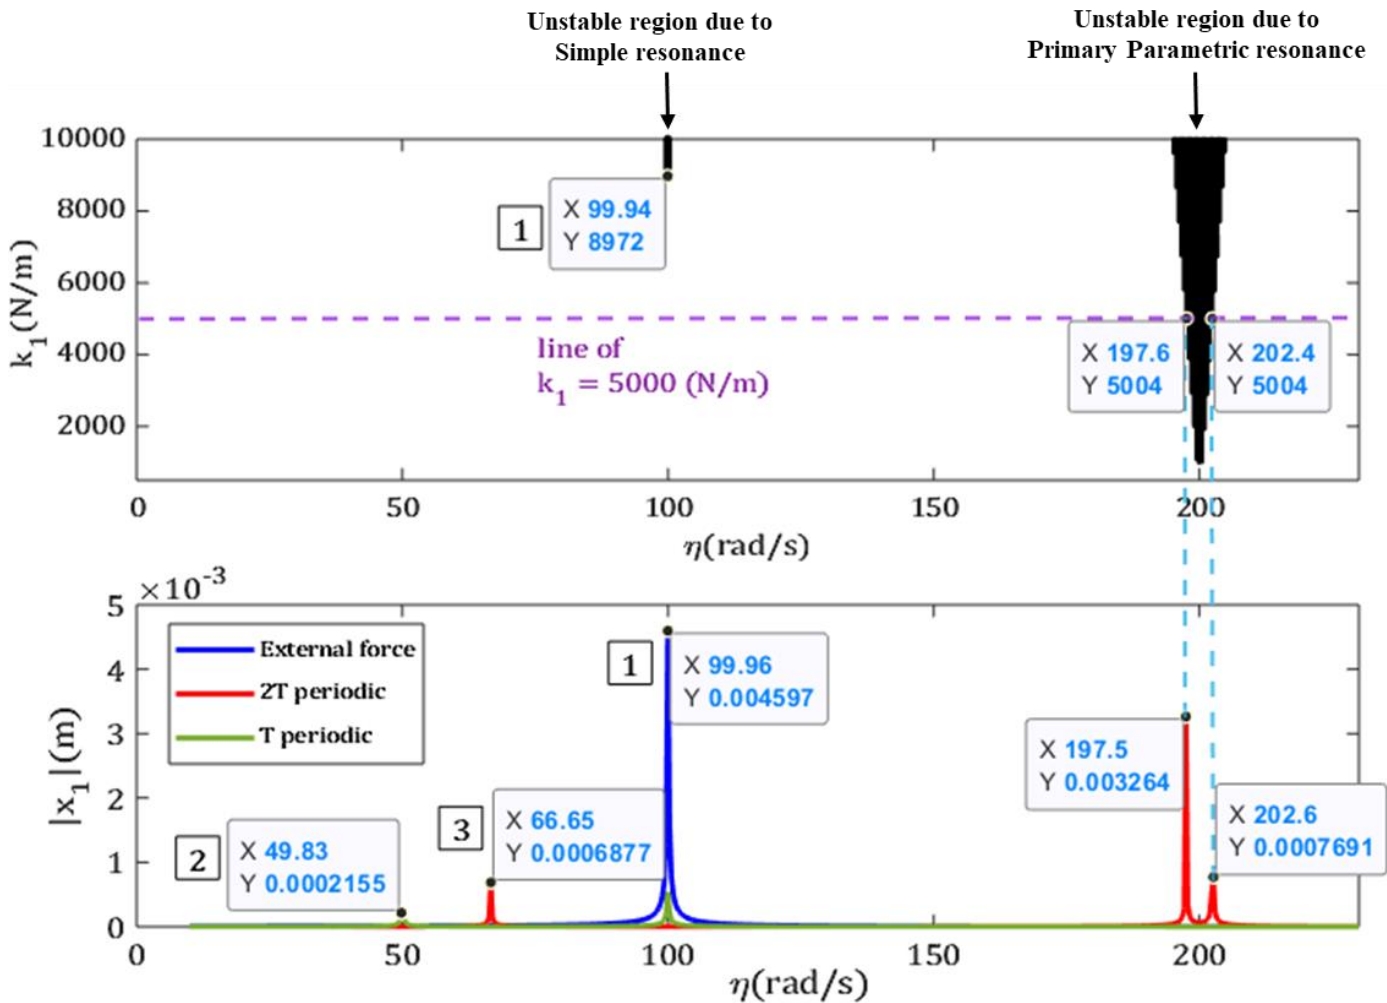 Unstable region due to
Simple resonance
Unstable region due to
Primary Parametric resonance
10000
8000
6000
4000
2000
k1(N/m)
1
X 99.94
Y 8972
line of
k1 = 5000 (N/m)
X 197.6
Y 5004
X 202.4
Y 5004
0
50
100
150
200
η(rad/s)
×10-3
5
4
3
2
1
0
|x1|(m)
External force
2T periodic
T periodic
1
X 99.96
Y 0.004597
2
X 49.83
Y 0.0002155
3
X 66.65
Y 0.0006877
X 197.5
Y 0.003264
X 202.6
Y 0.0007691
0
50
100
150
200
η(rad/s)